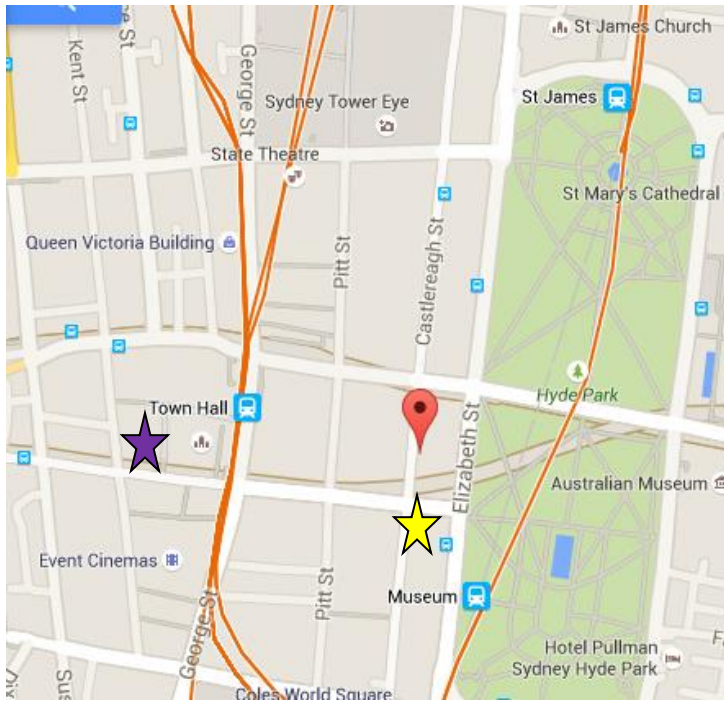 St James Church
Kent St
George St
St James
Sydney Tower Eye
State Theatre
St Mary's Cathedral
Queen Victoria Building
Pitt St
Castlereagh St
Hyde Park
Town Hall
Elizabeth St
Australian Museum
Event Cinemas
Museum
Pitt St
George St
Hotel Pullman
Sydney Hyde Park
Coles World Square